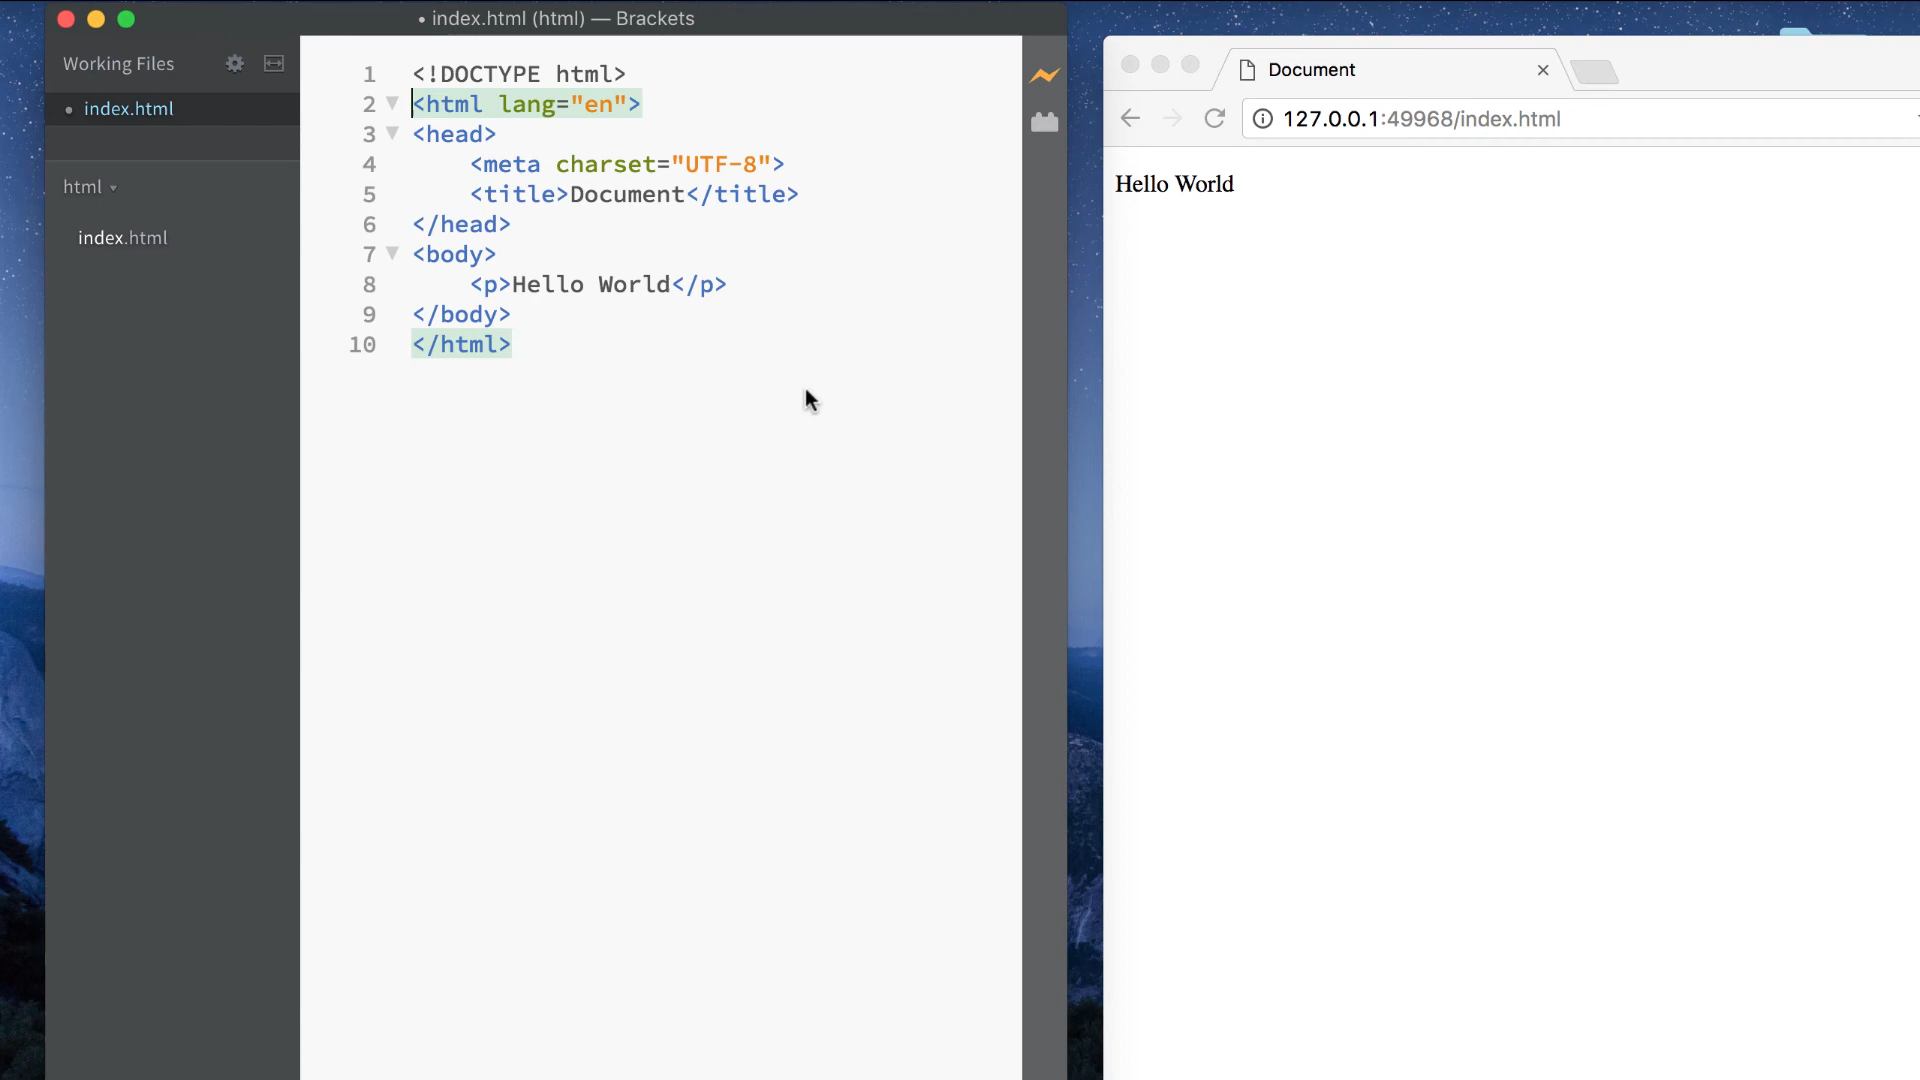 • index.html (html) — Brackets
Working Files
• index.html
html
index.html
1 <!DOCTYPE html>
2 <html lang="en">
3 <head>
4     <meta charset="UTF-8">
5     <title>Document</title>
6 </head>
7 <body>
8     <p>Hello World</p>
9 </body>
10 </html>
Document
127.0.0.1:49968/index.html
Hello World